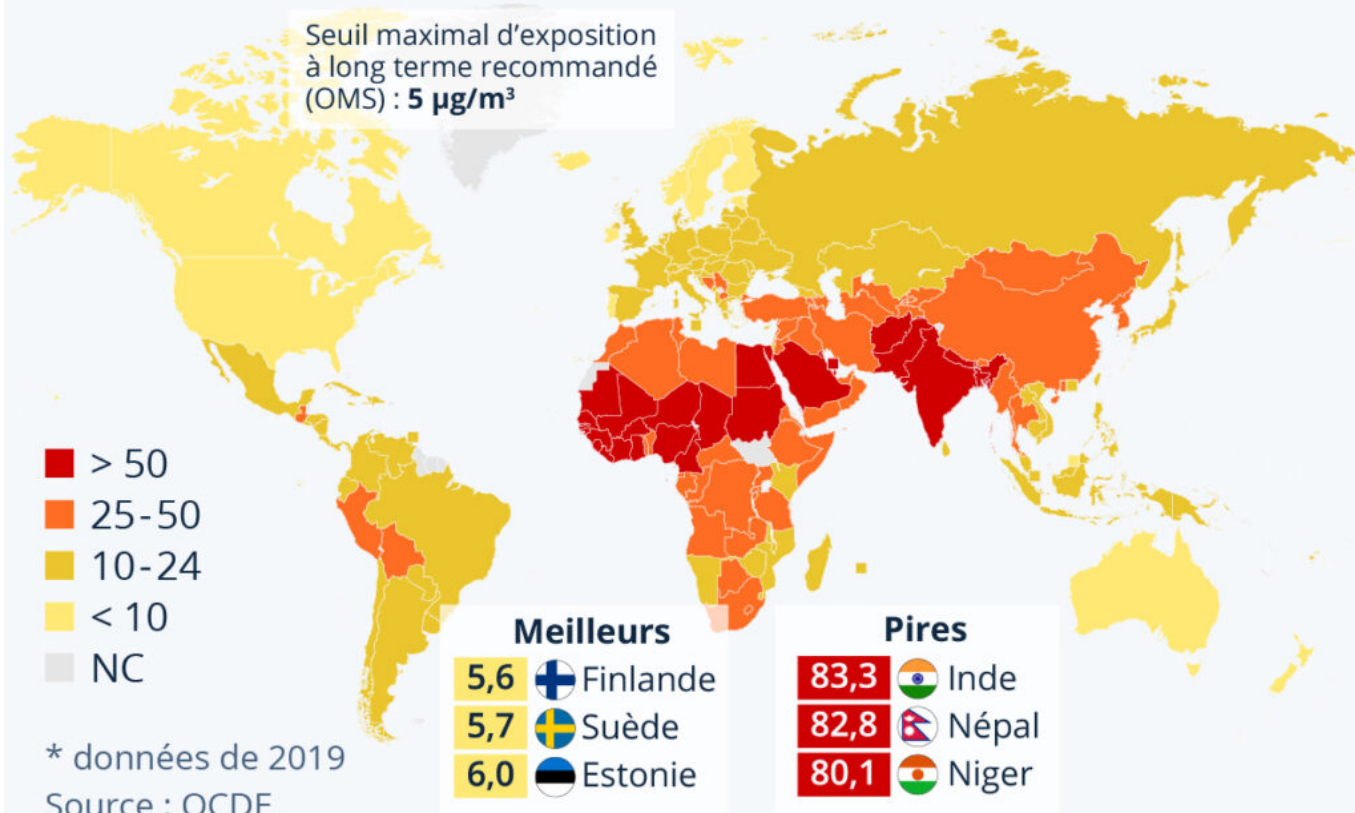 Seuil maximal d'exposition
à long terme recommandé
(OMS) : 5 µg/m³
> 50
25-50
10-24
< 10
NC
* données de 2019
Source : OCDE
Meilleurs
5,6 Finlande
5,7 Suède
6,0 Estonie
Pires
83,3 Inde
82,8 Népal
80,1 Niger